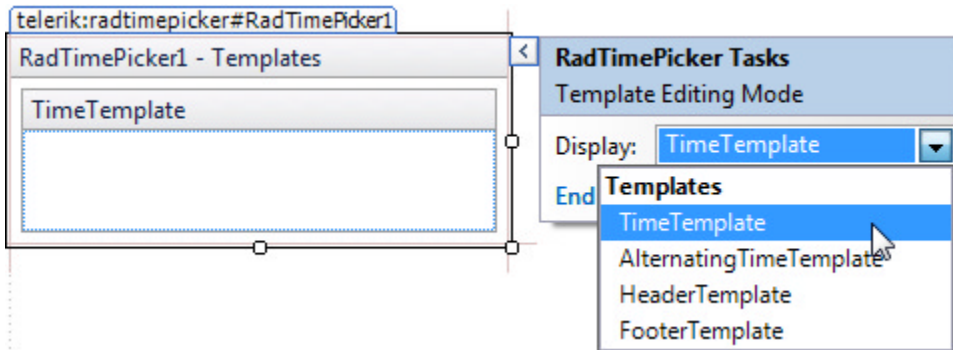 telerik:radtimepicker#RadTimePicker1
RadTimePicker1 - Templates
TimeTemplate
RadTimePicker Tasks
Template Editing Mode
Display: TimeTemplate
End
Templates
TimeTemplate
AlternatingTimeTemplate
HeaderTemplate
FooterTemplate